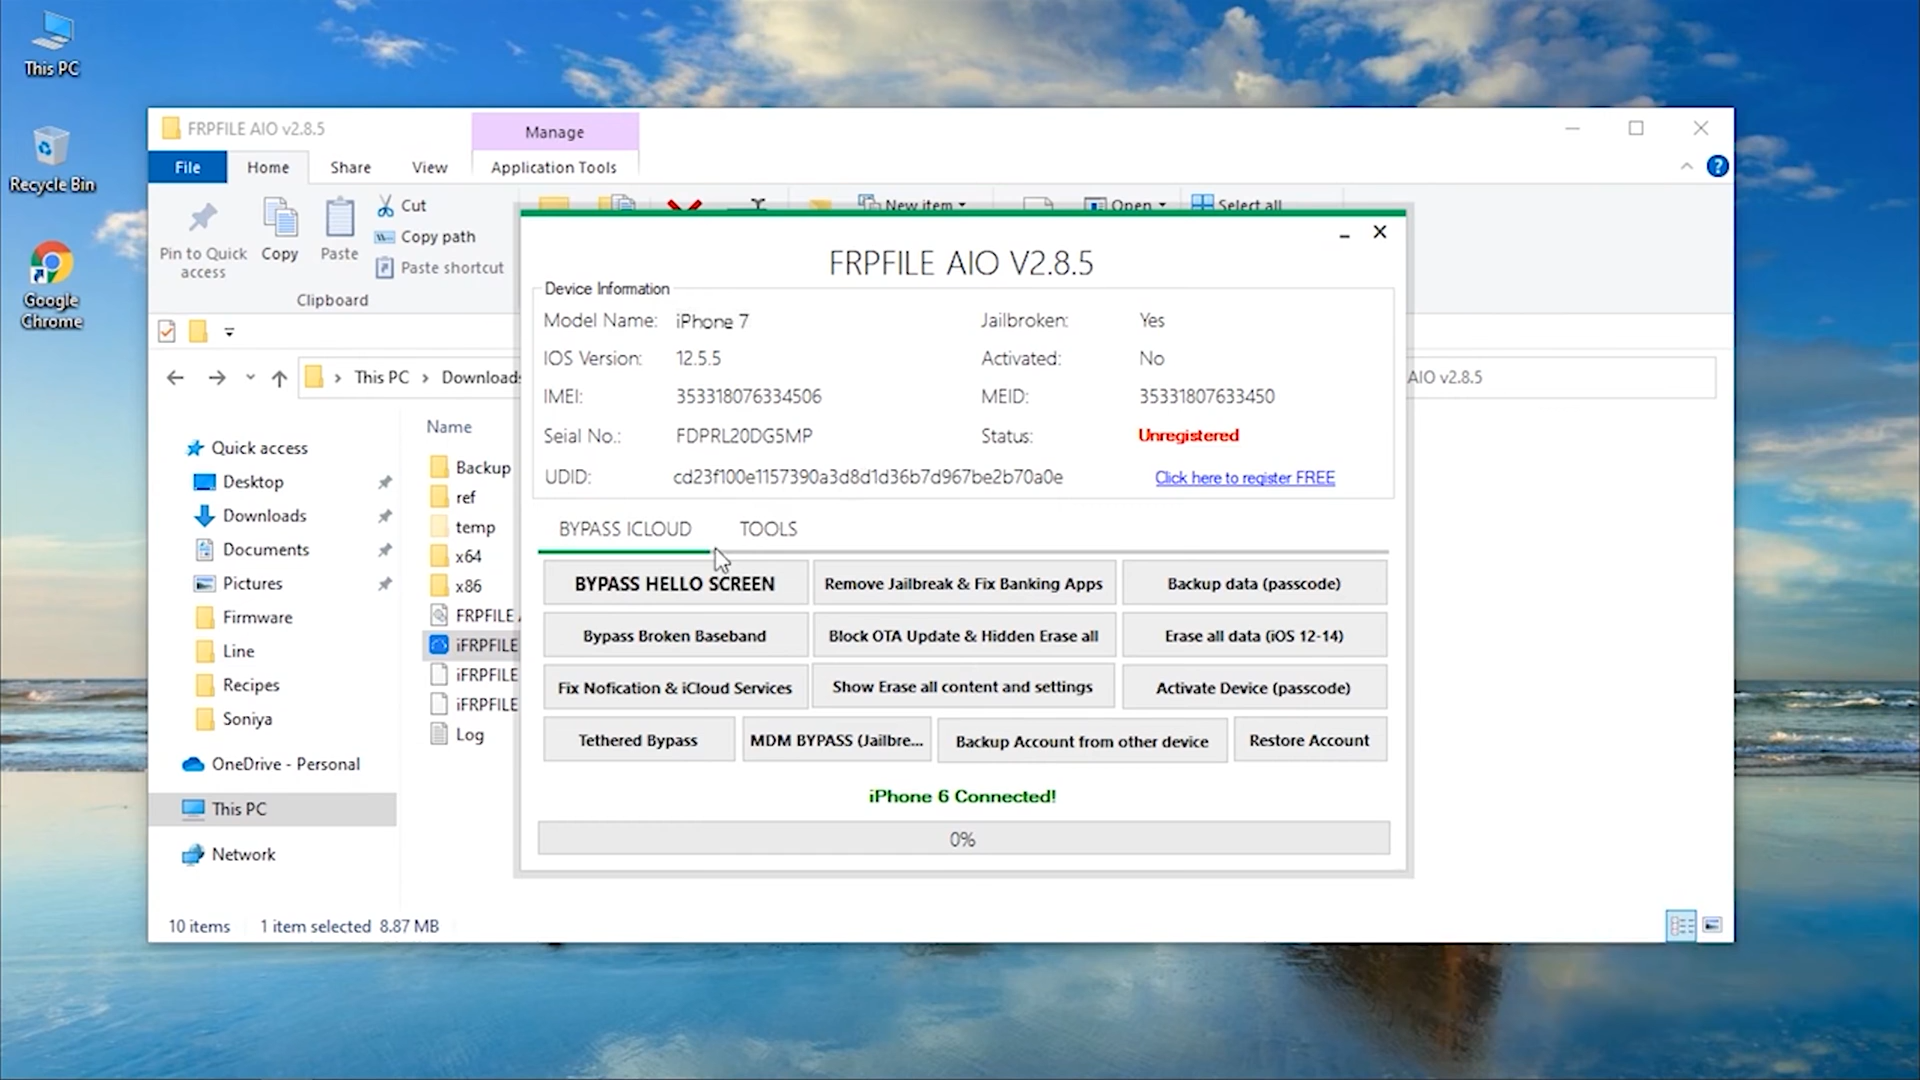 This PC
Recycle Bin
Google
Chrome
FRPFILE AIO v2.8.5
Manage
File
Home
Share
View
Application Tools
Pin to Quick
access
Copy
Paste
Cut
Copy path
Paste shortcut
Clipboard
New item
Open
Select all
This PC
Downloads
AIO v2.8.5
Quick access
Desktop
Downloads
Documents
Pictures
Firmware
Line
Recipes
Soniya
OneDrive - Personal
This PC
Network
Name
Backup
ref
temp
x64
x86
FRPFILE
iFRPFILE
iFRPFILE
iFRPFILE
Log
10 items
1 item selected 8.87 MB
FRPFILE AIO V2.8.5
Device Information
Model Name: iPhone 7
Jailbroken: Yes
IOS Version: 12.5.5
Activated: No
IMEI: 353318076334506
MEID: 35331807633450
Seial No.: FDPRL20DG5MP
Status: Unregistered
UDID: cd23f100e1157390a3d8d1d36b7d967be2b70a0e
Click here to register FREE
BYPASS ICLOUD
TOOLS
BYPASS HELLO SCREEN
Remove Jailbreak & Fix Banking Apps
Backup data (passcode)
Bypass Broken Baseband
Block OTA Update & Hidden Erase all
Erase all data (iOS 12-14)
Fix Nofication & iCloud Services
Show Erase all content and settings
Activate Device (passcode)
Tethered Bypass
MDM BYPASS (Jailbre...
Backup Account from other device
Restore Account
iPhone 6 Connected!
0%